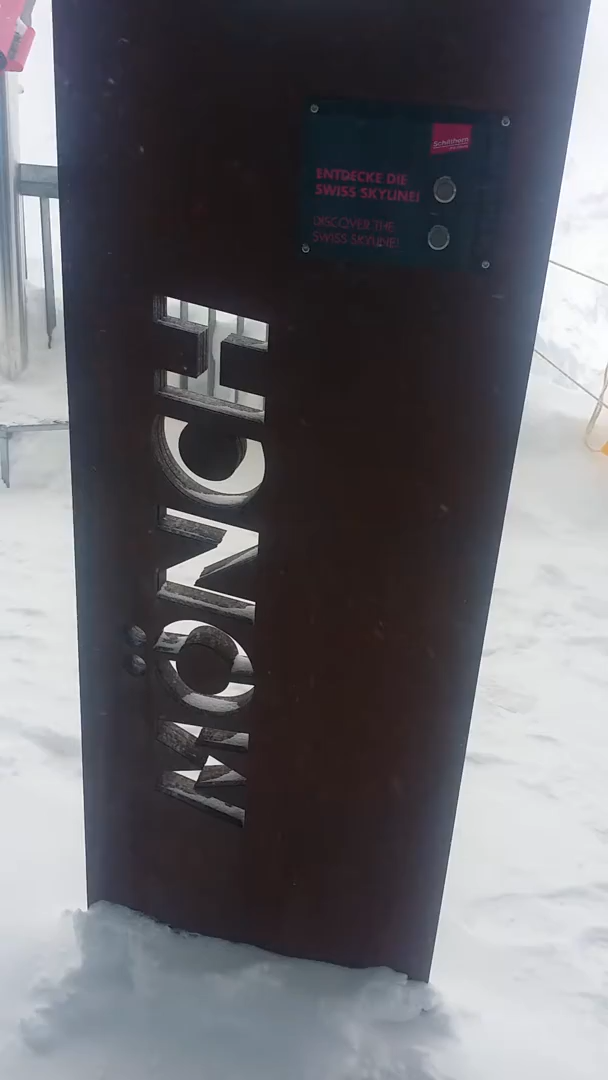 Schilthorn
ENTDECKE DIE
SWISS SKYLINE!
DISCOVER THE
SWISS SKYLINE!
MÖNCH